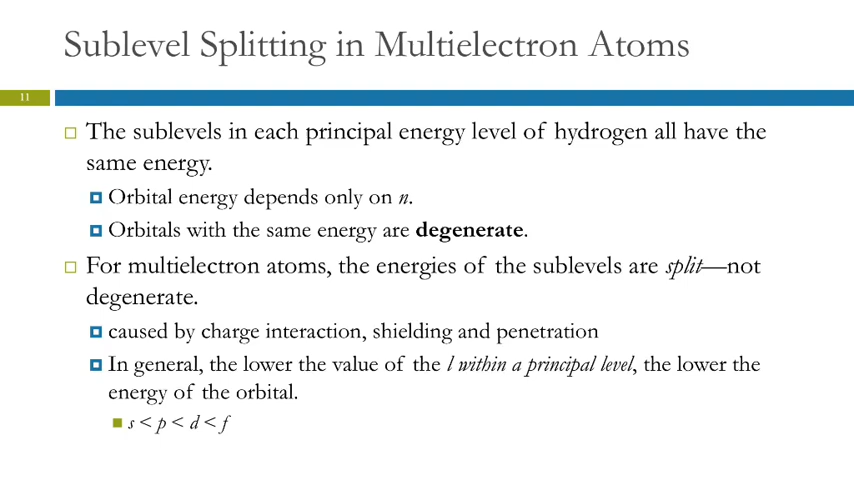 Sublevel Splitting in Multielectron Atoms
11
The sublevels in each principal energy level of hydrogen all have the
same energy.
Orbital energy depends only on n.
Orbitals with the same energy are degenerate.
For multielectron atoms, the energies of the sublevels are split—not
degenerate.
caused by charge interaction, shielding and penetration
In general, the lower the value of the l within a principal level, the lower the
energy of the orbital.
s < p < d < f